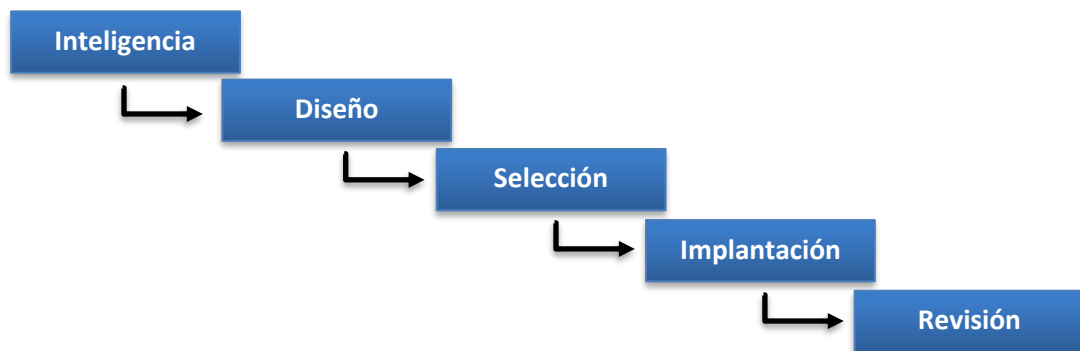 Inteligencia
Diseño
Selección
Implantación
Revisión